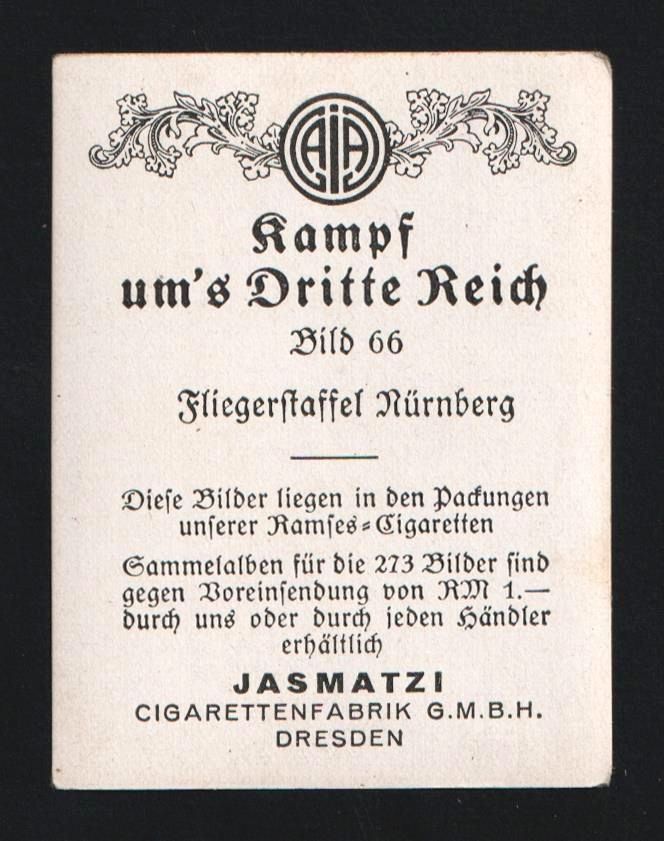 Kampf
um's Dritte Reich
Bild 66
Fliegerstaffel Nürnberg
Diese Bilder liegen in den Packungen
unserer Ramses-Cigaretten
Sammelalben für die 273 Bilder sind
gegen Voreinsendung von RM 1.—
durch uns oder durch jeden Händler
erhältlich
JASMATZI
CIGARETTENFABRIK G.M.B.H.
DRESDEN